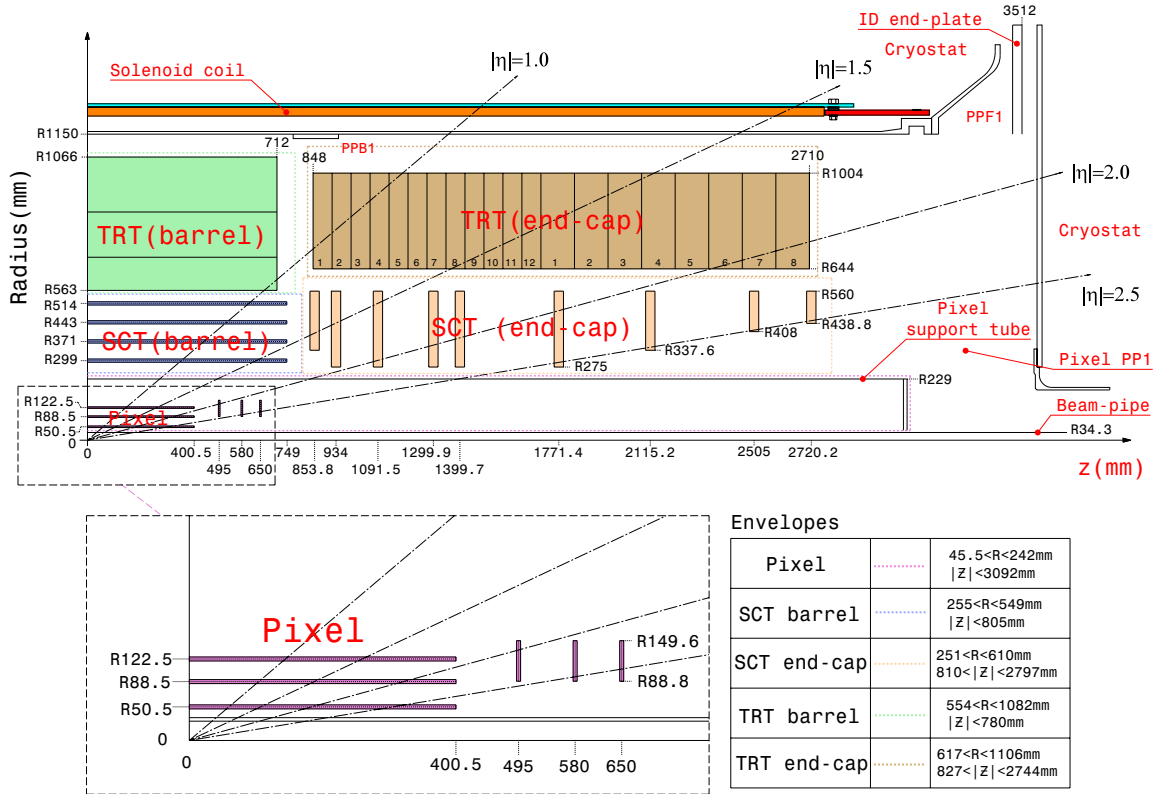 3512
ID end-plate
Cryostat
|η|=1.0
|η|=1.5
Solenoid coil
PPF1
R1150
712
PPB1
R1066
848
2710
R1004
|η|=2.0
Radius(mm)
TRT(barrel)
TRT(end-cap)
Cryostat
1 2 3 4 5 6 7 8 9 10 11 12 1 2 3 4 5 6 7 8
R644
R563
R514
R443
R371
R299
SCT(barrel)
SCT (end-cap)
R560
R438.8
R408
R337.6
R275
|η|=2.5
Pixel
support tube
Pixel PP1
R229
R122.5
R88.5
R50.5
0
Pixel
Beam-pipe
R34.3
0 400.5 580 749 934 1299.9 1771.4 2115.2 2505 2720.2
495 650 853.8 1091.5 1399.7
z(mm)
Pixel
R122.5
R88.5
R50.5
0
R149.6
R88.8
0
400.5 495 580 650
Envelopes
Pixel
45.5<R<242mm
|Z|<3092mm
SCT barrel
255<R<549mm
|Z|<805mm
SCT end-cap
251<R<610mm
810<|Z|<2797mm
TRT barrel
554<R<1082mm
|Z|<780mm
TRT end-cap
617<R<1106mm
827<|Z|<2744mm